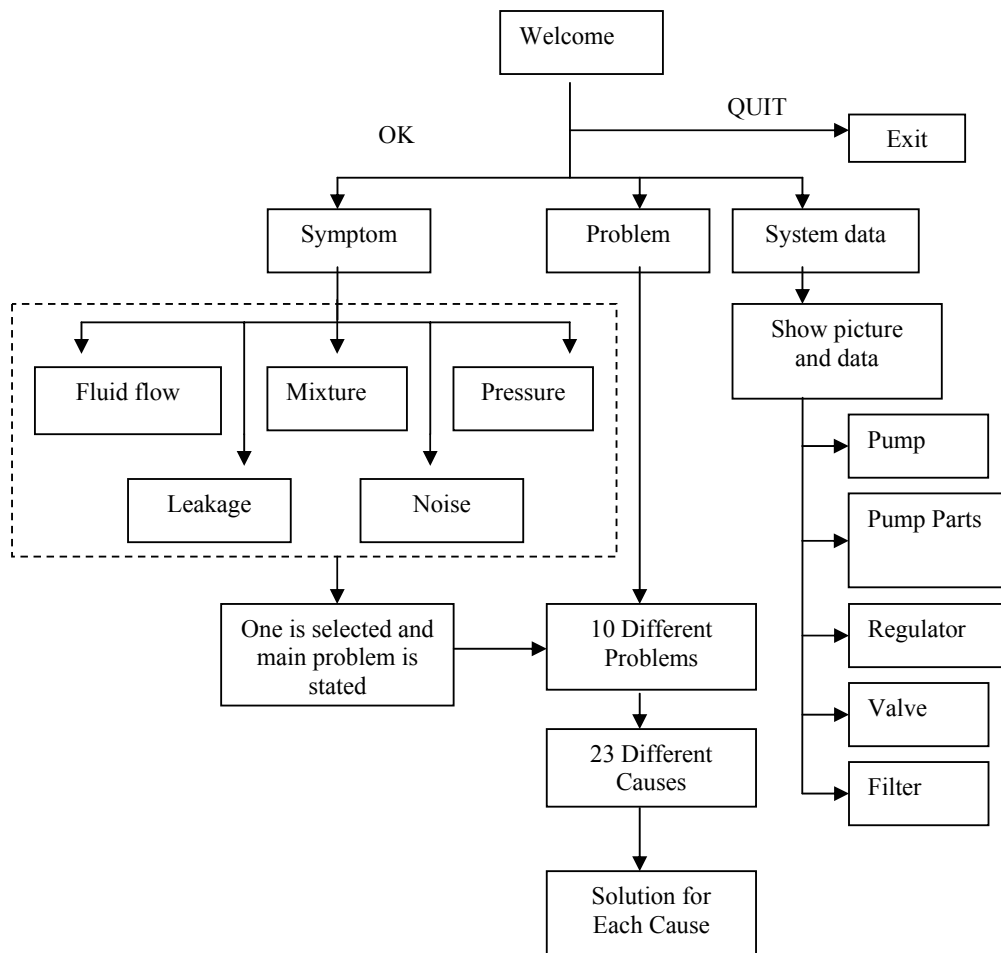 Welcome
QUIT
OK
Exit
Symptom
Problem
System data
Show picture
and data
Fluid flow
Mixture
Pressure
Leakage
Noise
Pump
Pump Parts
Regulator
Valve
Filter
One is selected and
main problem is
stated
10 Different
Problems
23 Different
Causes
Solution for
Each Cause